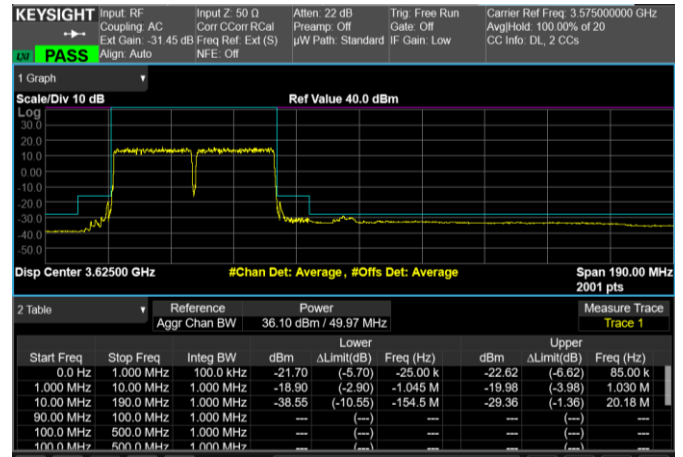 KEYSIGHT Input: RF Input Z: 50 Ω Atten: 22 dB Trig: Free Run Carrier Ref Freq: 3.575000000 GHz
Coupling: AC Corr CCorr RCal Preamp: Off Gate: Off Avg|Hold: 100.00% of 20
Ext Gain: -31.45 dB Freq Ref: Ext (S) µW Path: Standard IF Gain: Low CC Info: DL, 2 CCs
LXI PASS Align: Auto NFE: Off
1 Graph
Scale/Div 10 dB Ref Value 40.0 dBm
Log
30.0
20.0
10.0
0.00
-10.0
-20.0
-30.0
-40.0
-50.0
Disp Center 3.62500 GHz #Chan Det: Average, #Offs Det: Average Span 190.00 MHz
2001 pts
2 Table Reference Power Measure Trace
Aggr Chan BW 36.10 dBm / 49.97 MHz Trace 1
Lower Upper
Start Freq Stop Freq Integ BW dBm ΔLimit(dB) Freq (Hz) dBm ΔLimit(dB) Freq (Hz)
0.0 Hz 1.000 MHz 100.0 kHz -21.70 (-5.70) -25.00 k -22.62 (-6.62) 85.00 k
1.000 MHz 10.00 MHz 1.000 MHz -18.90 (-2.90) -1.045 M -19.98 (-3.98) 1.030 M
10.00 MHz 190.0 MHz 1.000 MHz -38.55 (-10.55) -154.5 M -29.36 (-1.36) 20.18 M
90.00 MHz 100.0 MHz 1.000 MHz --- (---) --- --- (---) ---
100.0 MHz 500.0 MHz 1.000 MHz --- (---) --- --- (---) ---
100.0 MHz 500.0 MHz 1.000 MHz --- (---) --- --- (---) ---